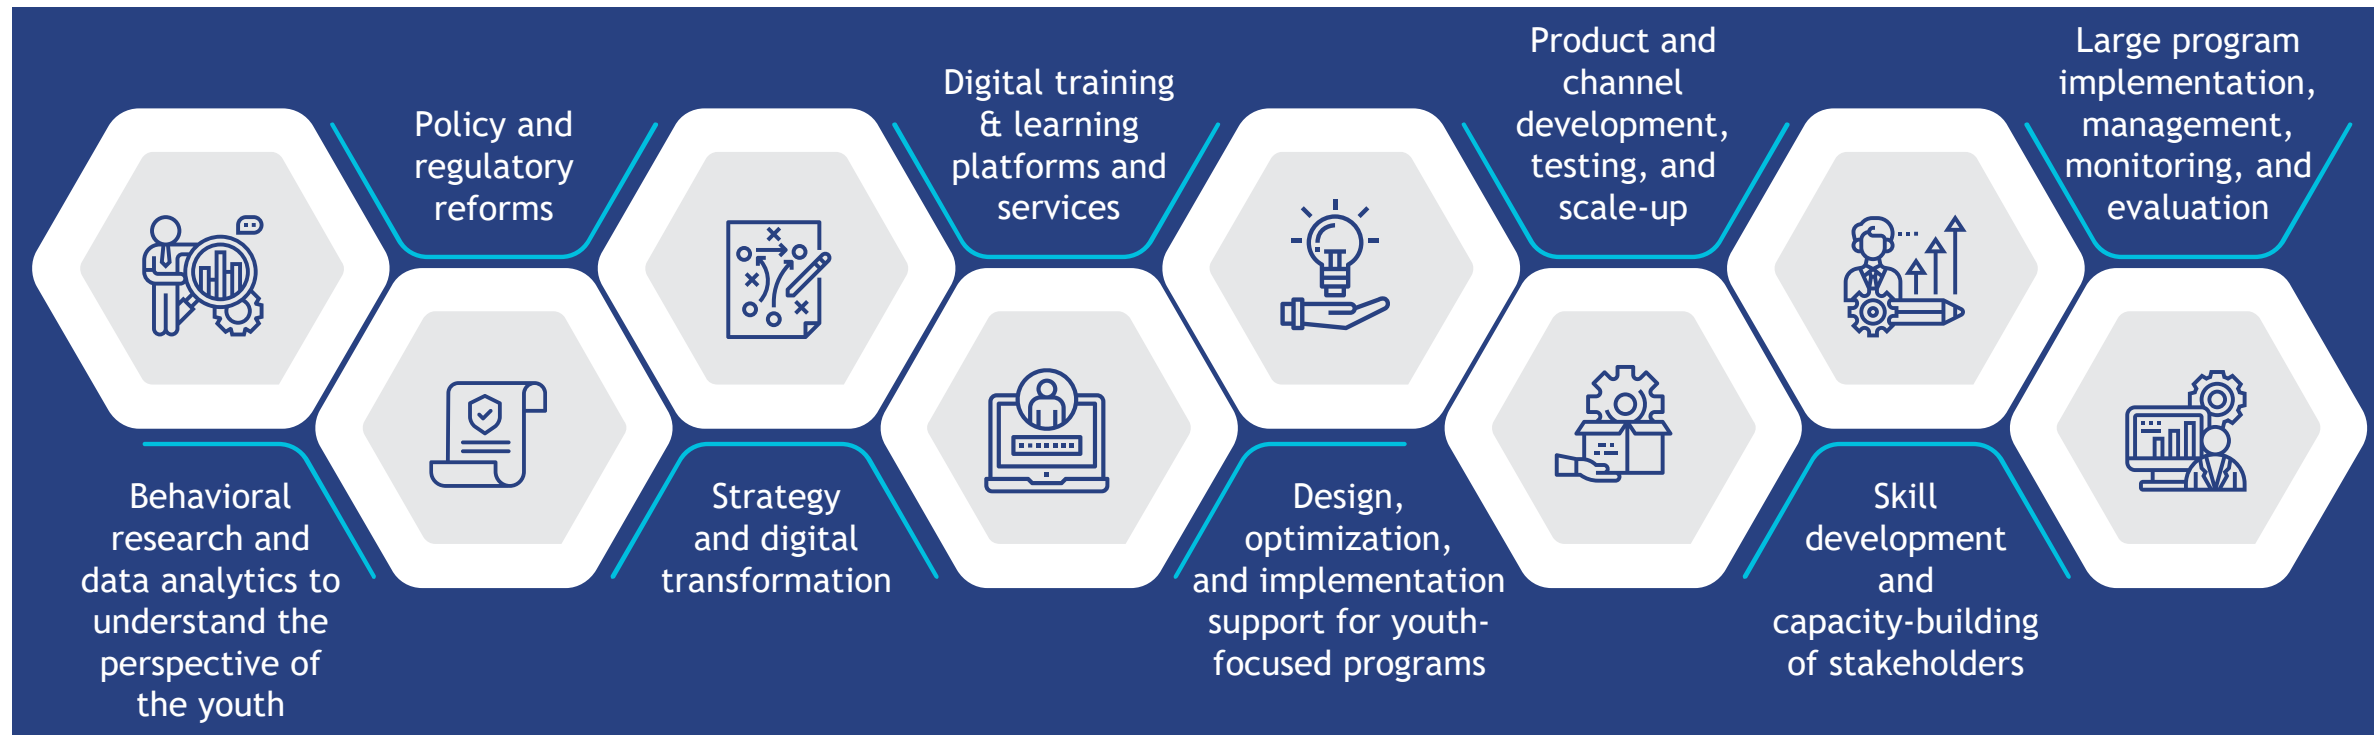 Behavioral
research and
data analytics to
understand the
perspective of
the youth
Policy and
regulatory
reforms
Strategy
and digital
transformation
Digital training
& learning
platforms and
services
Design,
optimization,
and implementation
support for youth-
focused programs
Product and
channel
development,
testing, and
scale-up
Skill
development
and
capacity-building
of stakeholders
Large program
implementation,
management,
monitoring, and
evaluation